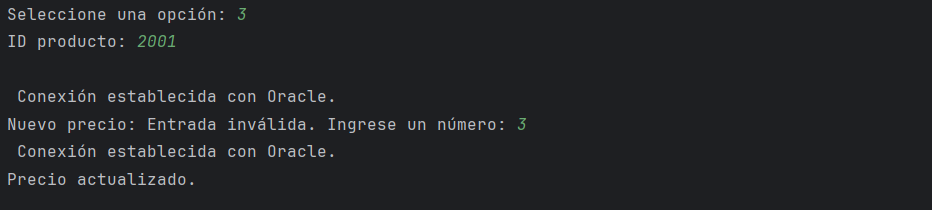 Seleccione una opción: 3
ID producto: 2001
Conexión establecida con Oracle.
Nuevo precio: Entrada inválida. Ingrese un número: 3
Conexión establecida con Oracle.
Precio actualizado.